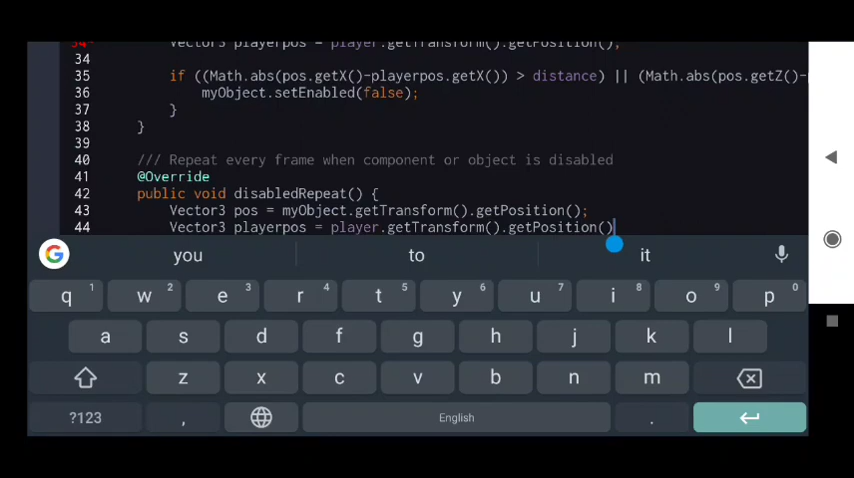 34 Vector3 playerpos = player.getTransform().getPosition();
34
35 if ((Math.abs(pos.getX()-playerpos.getX()) > distance) || (Math.abs(pos.getZ()-
36 myObject.setEnabled(false);
37 }
38 }
39
40 /// Repeat every frame when component or object is disabled
41 @Override
42 public void disabledRepeat() {
43 Vector3 pos = myObject.getTransform().getPosition();
44 Vector3 playerpos = player.getTransform().getPosition()
G you to it
q 1 w 2 e 3 r 4 t 5 y 6 u 7 i 8 o 9 p 0
a s d f g h j k l
z x c v b n m
?123 , English .